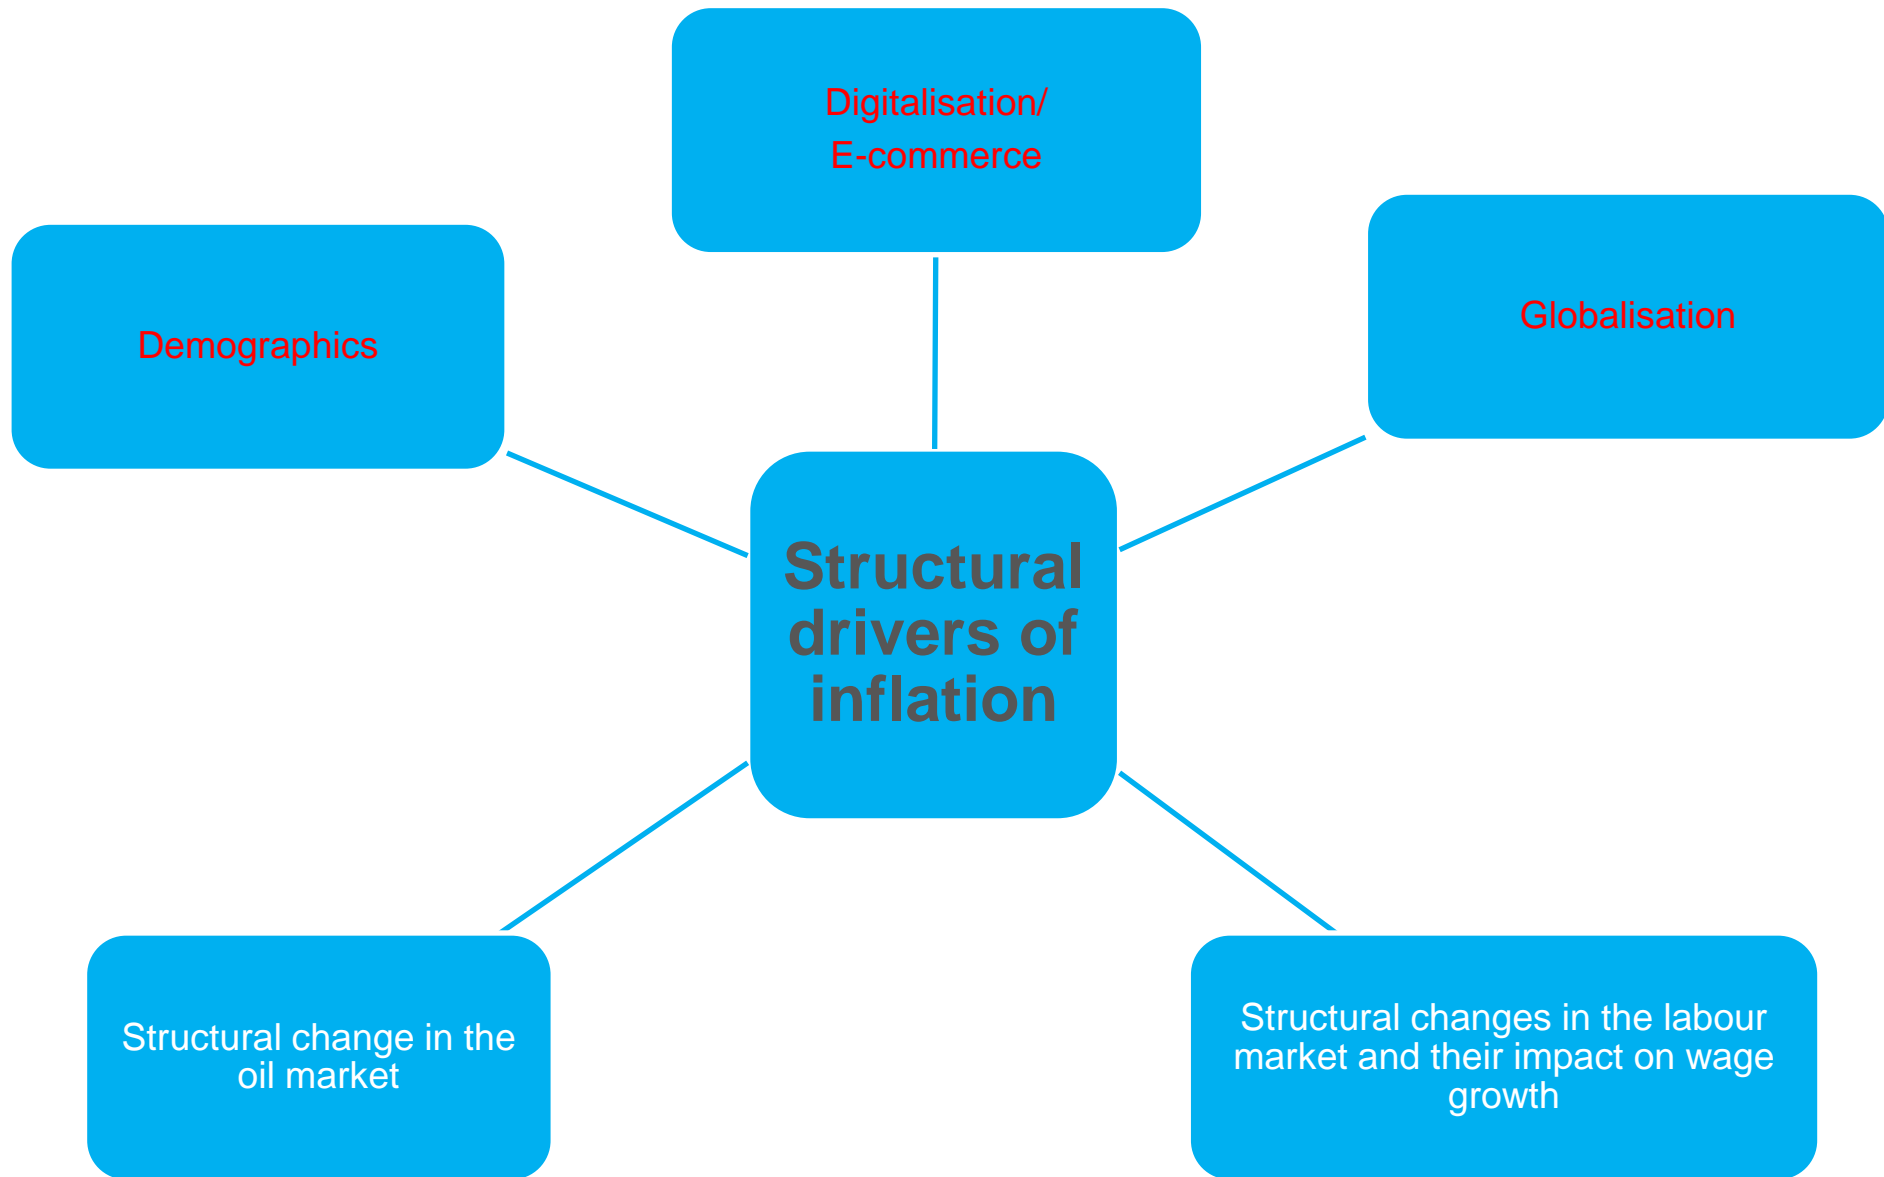 Digitalisation/
E-commerce
Globalisation
Demographics
Structural
drivers of
inflation
Structural change in the
oil market
Structural changes in the labour
market and their impact on wage
growth